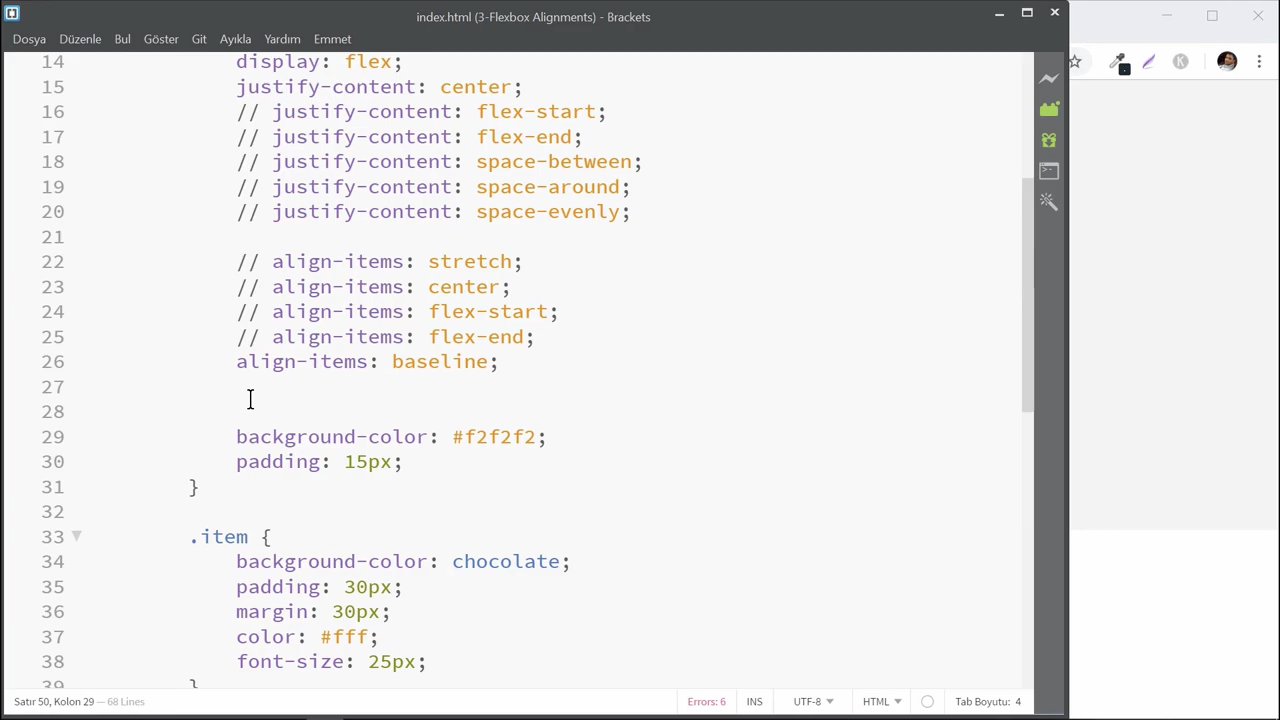 index.html (3-Flexbox Alignments) - Brackets
Dosya Düzenle Bul Göster Git Ayıkla Yardım Emmet
14 display: flex;
15 justify-content: center;
16 // justify-content: flex-start;
17 // justify-content: flex-end;
18 // justify-content: space-between;
19 // justify-content: space-around;
20 // justify-content: space-evenly;
21
22 // align-items: stretch;
23 // align-items: center;
24 // align-items: flex-start;
25 // align-items: flex-end;
26 align-items: baseline;
27
28
29 background-color: #f2f2f2;
30 padding: 15px;
31 }
32
33 .item {
34 background-color: chocolate;
35 padding: 30px;
36 margin: 30px;
37 color: #fff;
38 font-size: 25px;
39 }
Satır 50, Kolon 29 — 68 Lines Errors: 6 INS UTF-8 HTML Tab Boyutu: 4
K